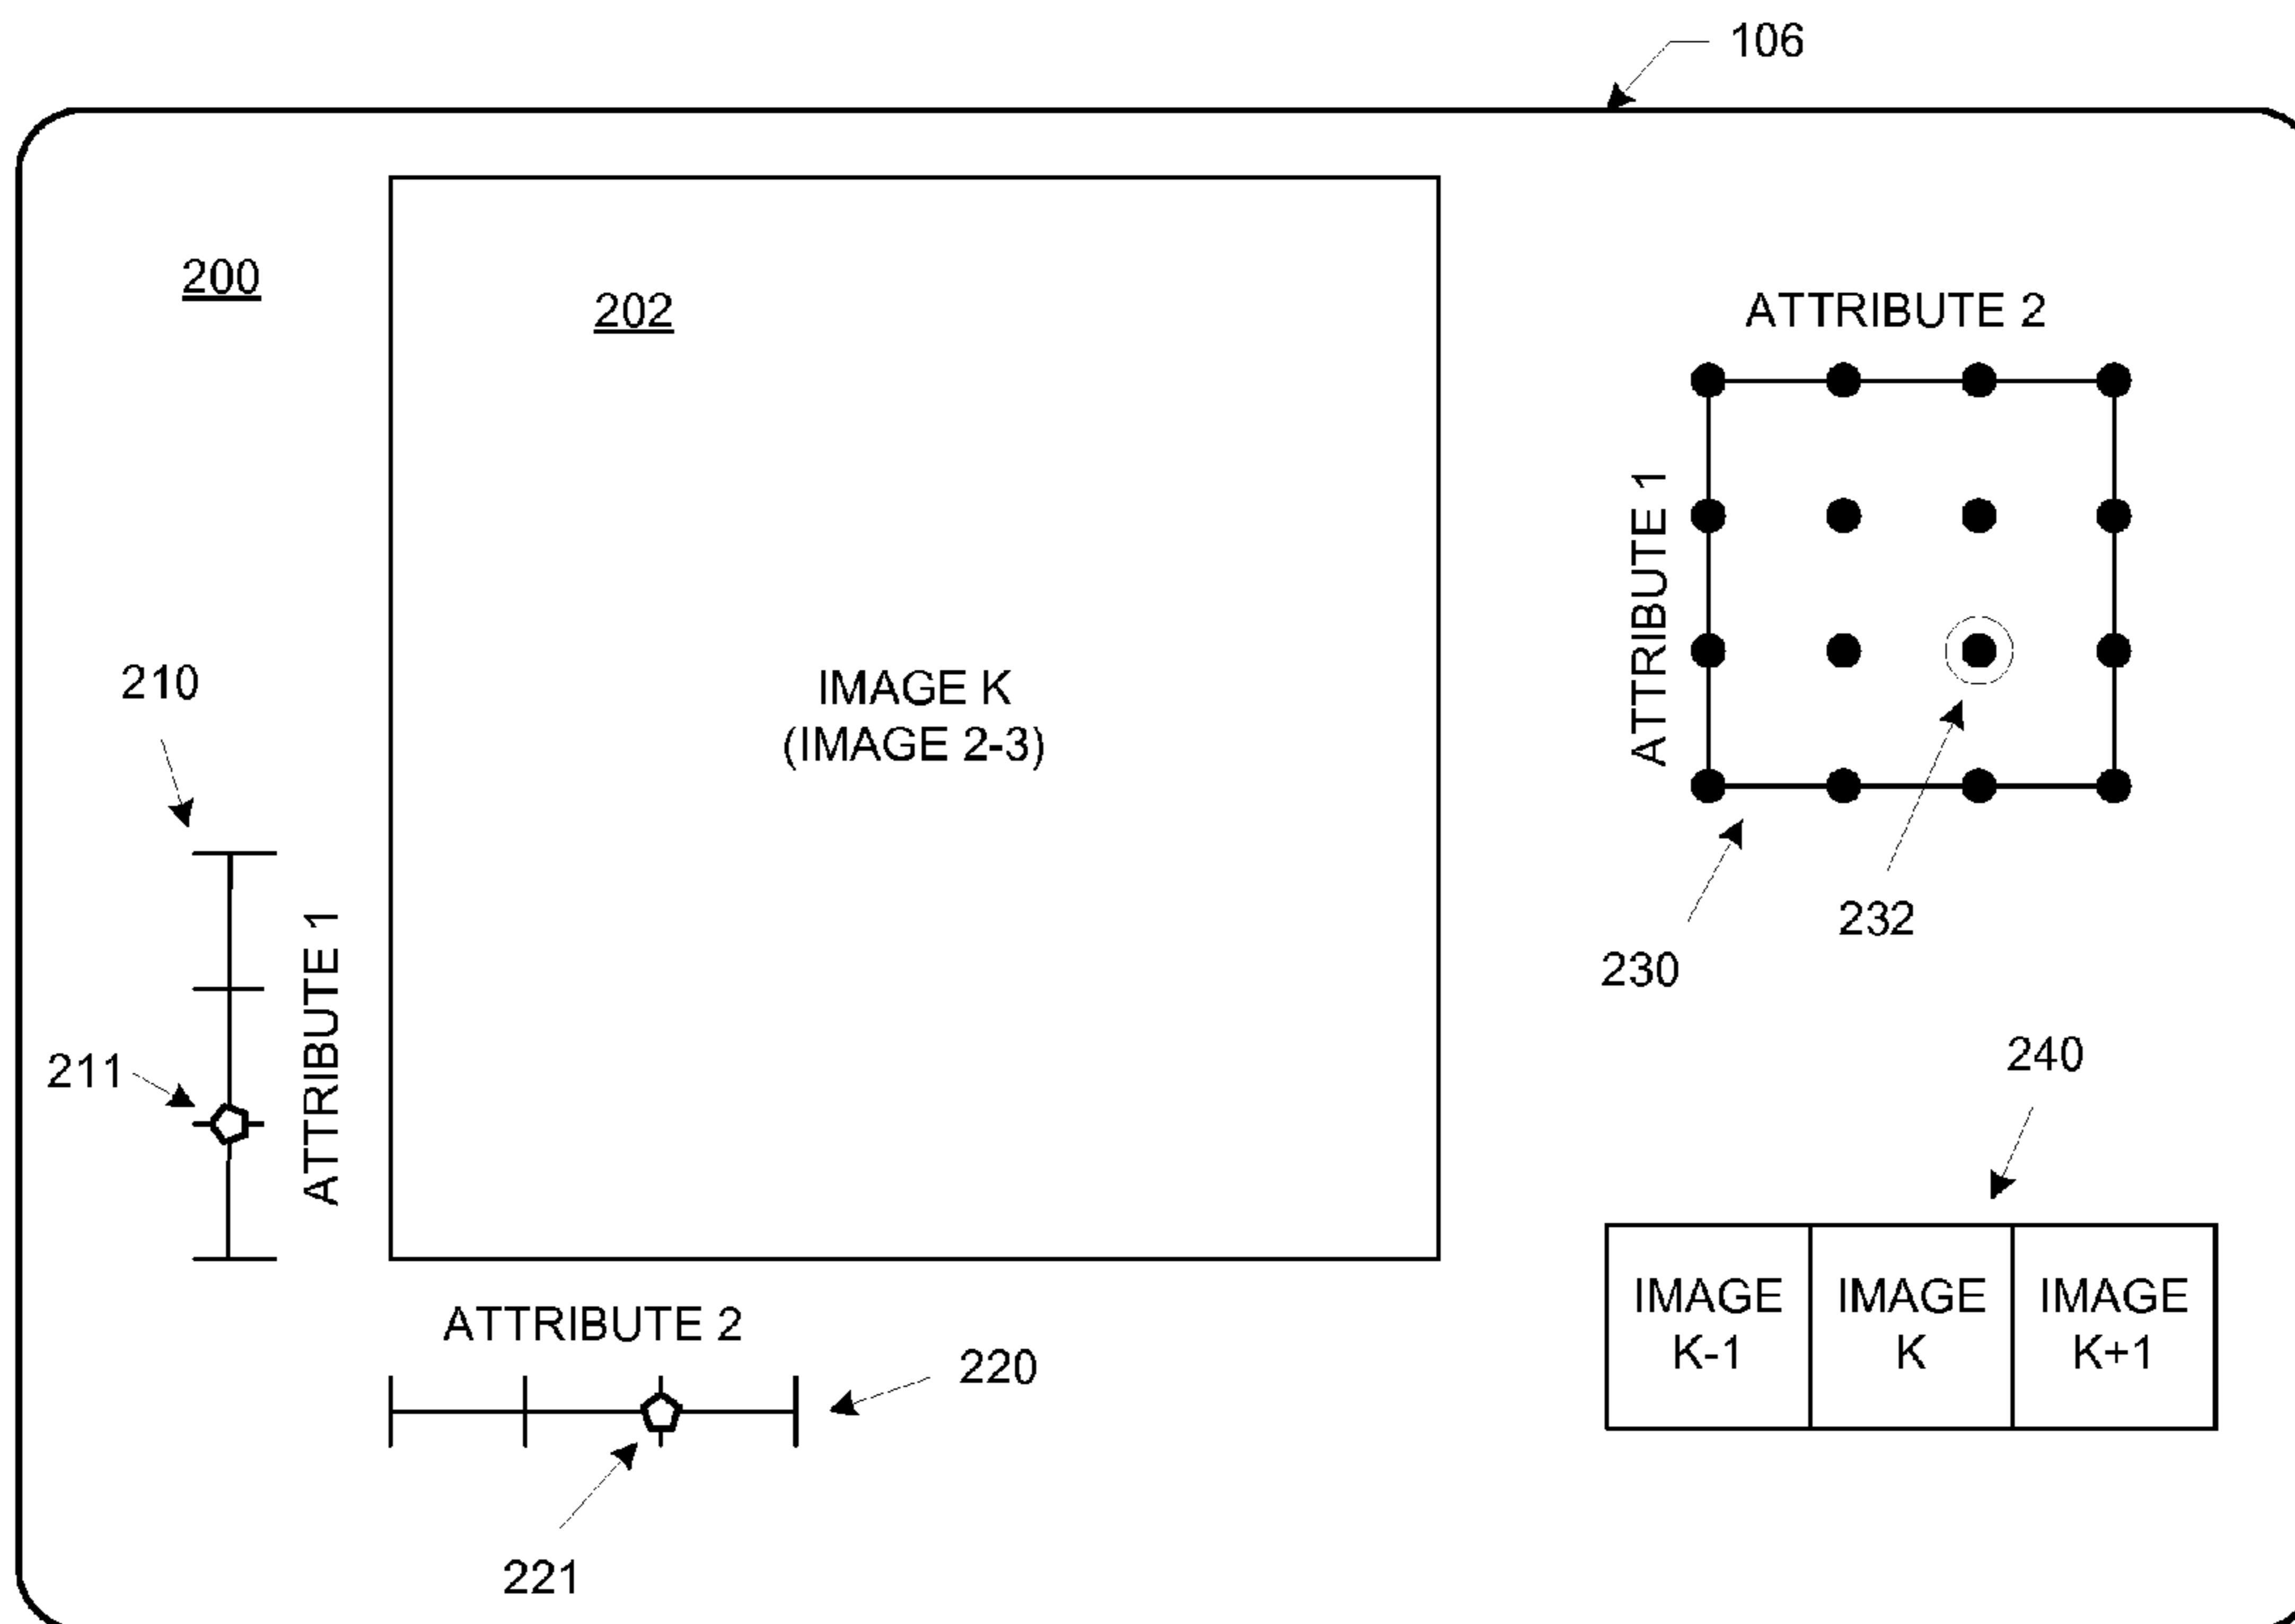 106
200
202
ATTRIBUTE 2
ATTRIBUTE 1
210
IMAGE K
(IMAGE 2-3)
232
230
ATTRIBUTE 1
211
240
IMAGE K-1
IMAGE K
IMAGE K+1
ATTRIBUTE 2
220
221